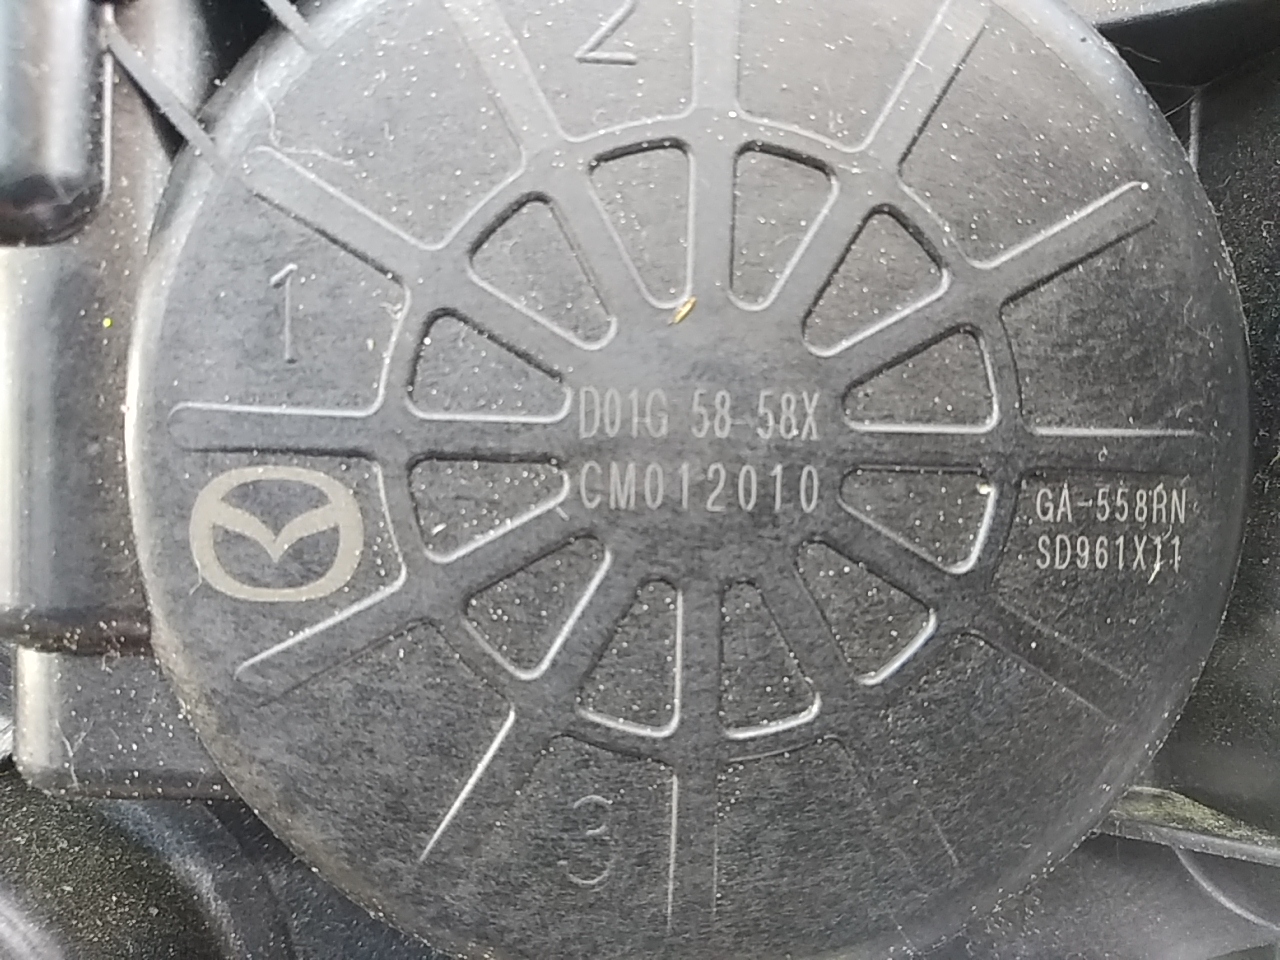 2
1
D01G 58-58X
CM012010
GA-558RN
SD961X11
3